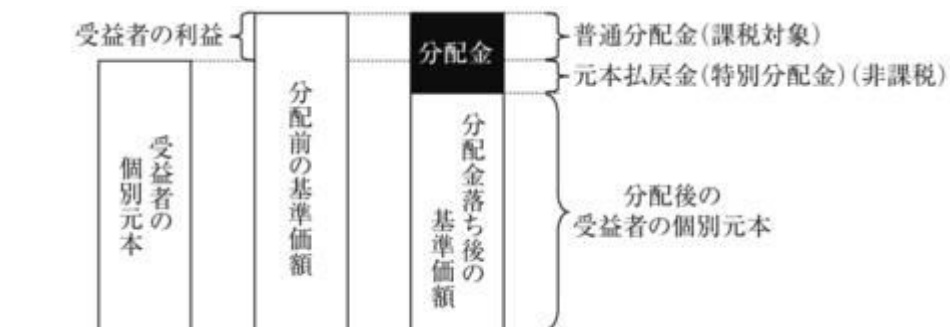 受益者の利益
分配金
普通分配金(課税対象)
元本払戻金(特別分配金)(非課税)
受益者の
個別元本
分配前の基準価額
分配金落ち後の
基準価額
分配後の
受益者の個別元本